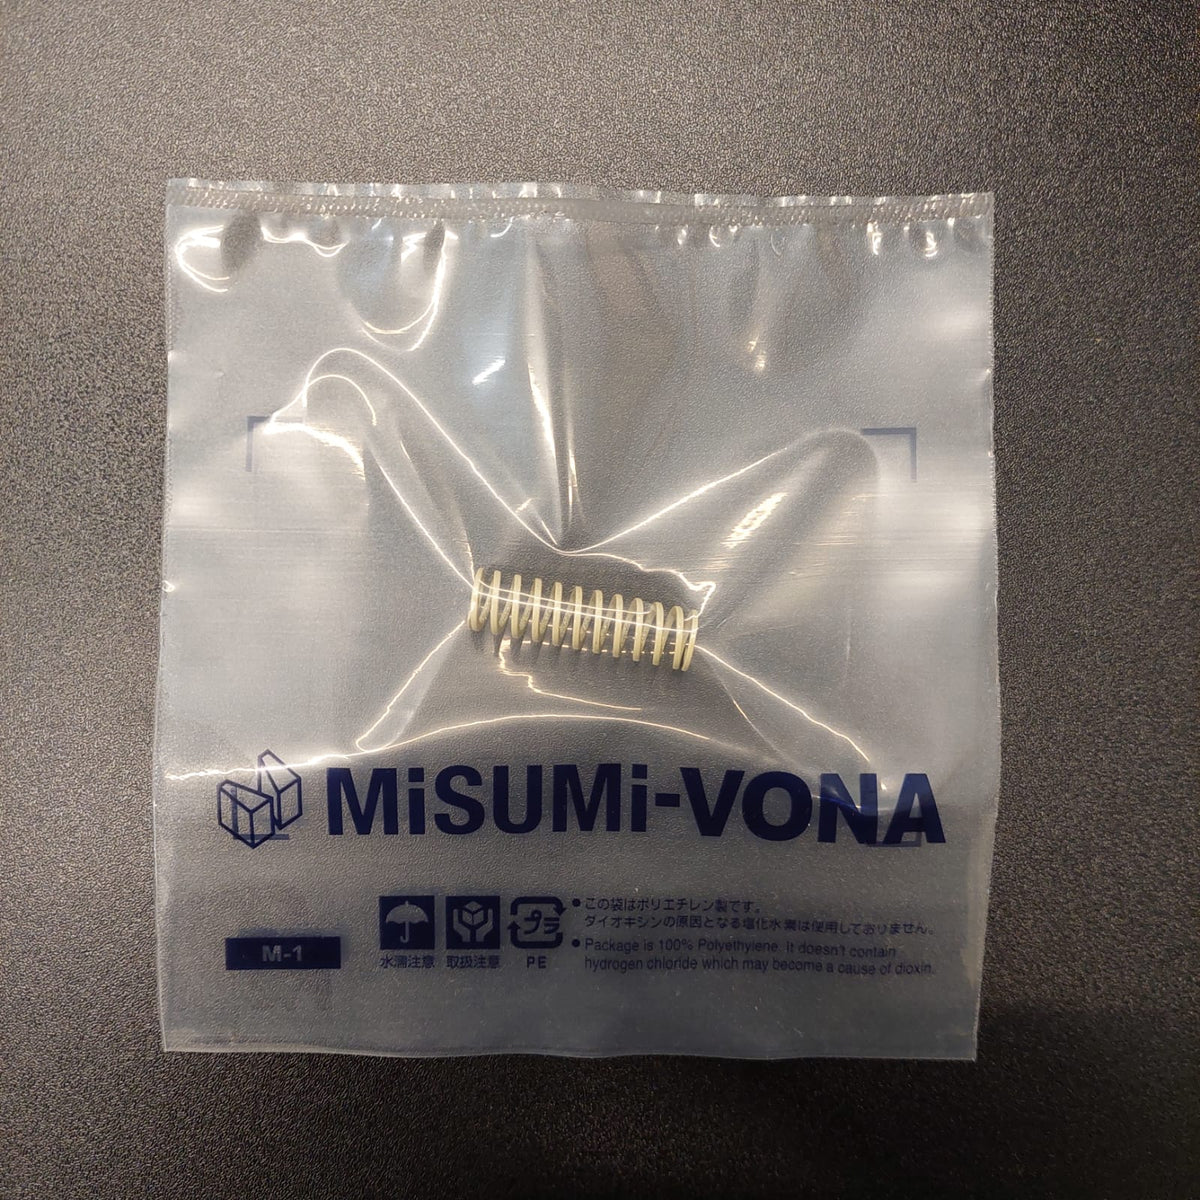 MiSUMi-VONA
M-1
水濡注意
取扱注意
プラ
PE
●この袋はポリエチレン製です。
ダイオキシンの原因となる塩化水素は使用しておりません。
●Package is 100% Polyethylene. It doesn't contain
hydrogen chloride which may become a cause of dioxin.